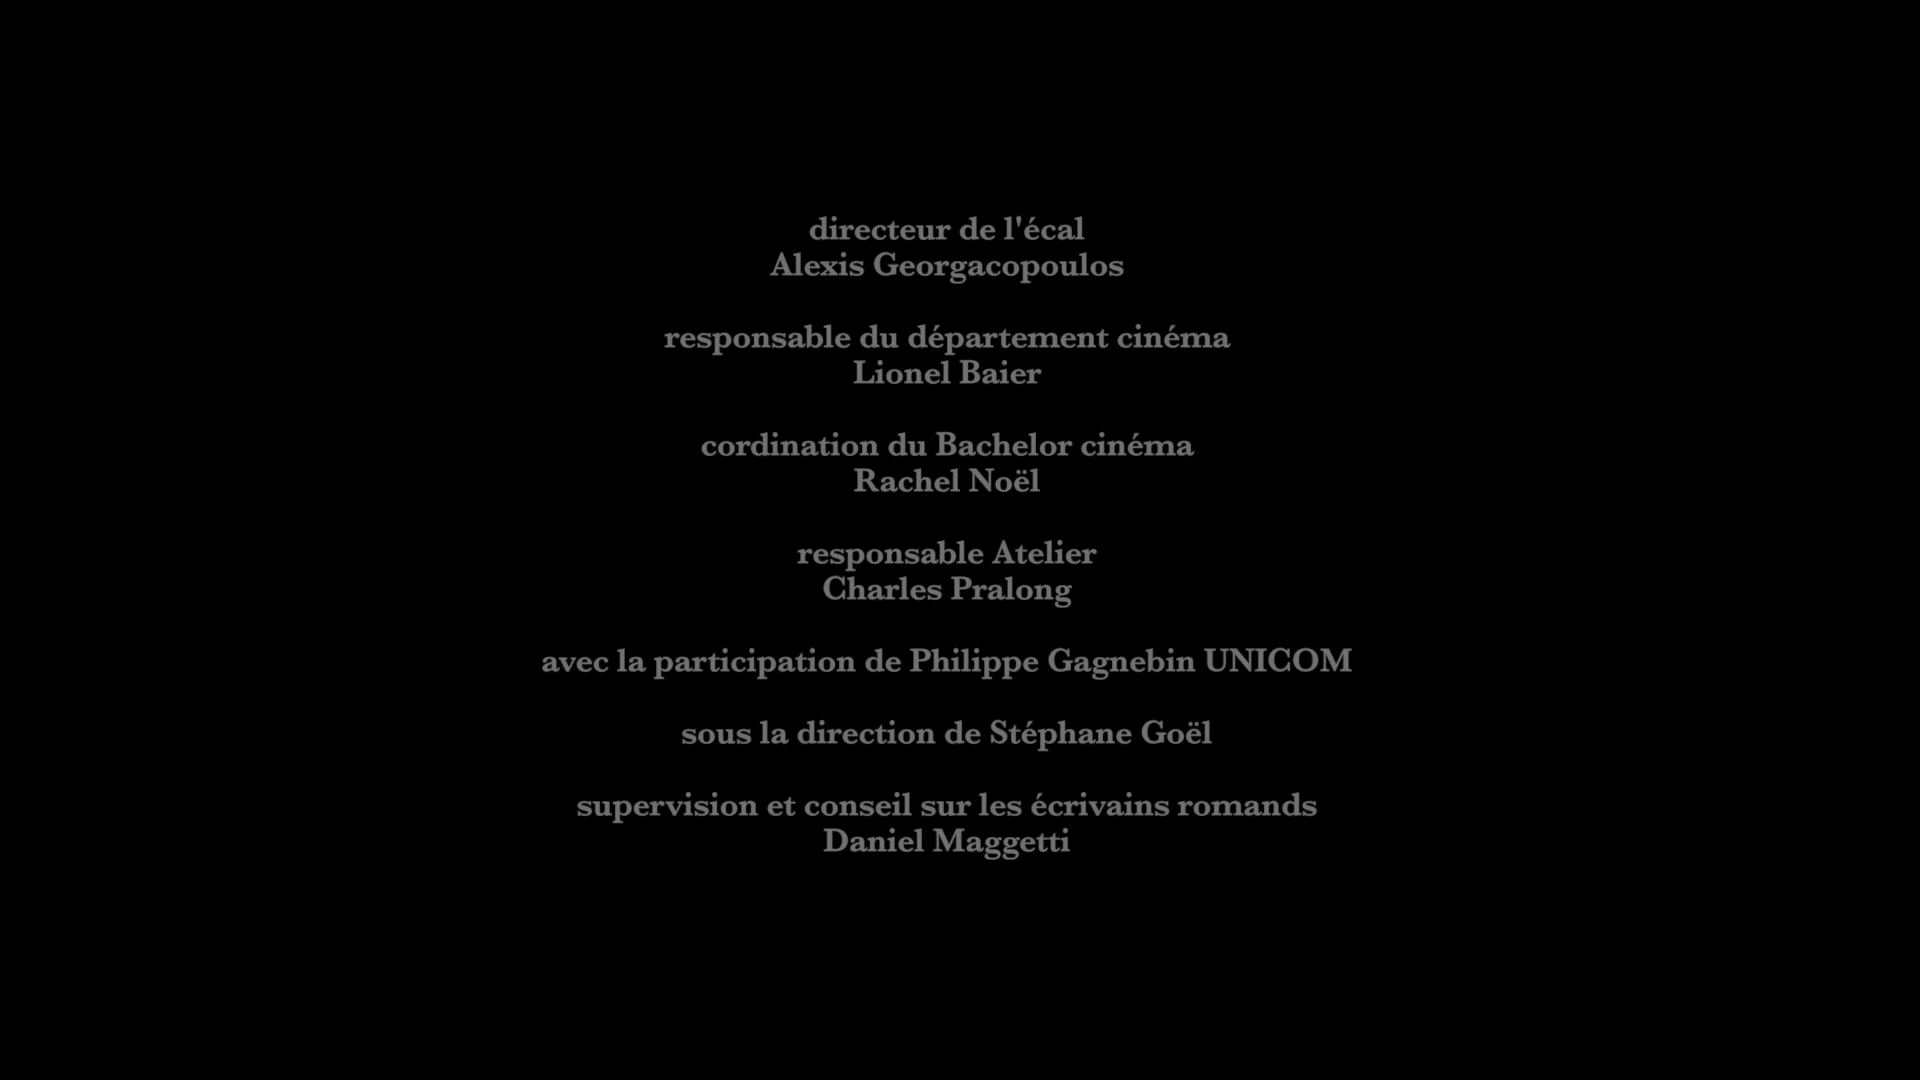 directeur de l'écal
Alexis Georgacopoulos
responsable du département cinéma
Lionel Baier
cordination du Bachelor cinéma
Rachel Noël
responsable Atelier
Charles Pralong
avec la participation de Philippe Gagnebin UNICOM
sous la direction de Stéphane Goël
supervision et conseil sur les écrivains romands
Daniel Maggetti